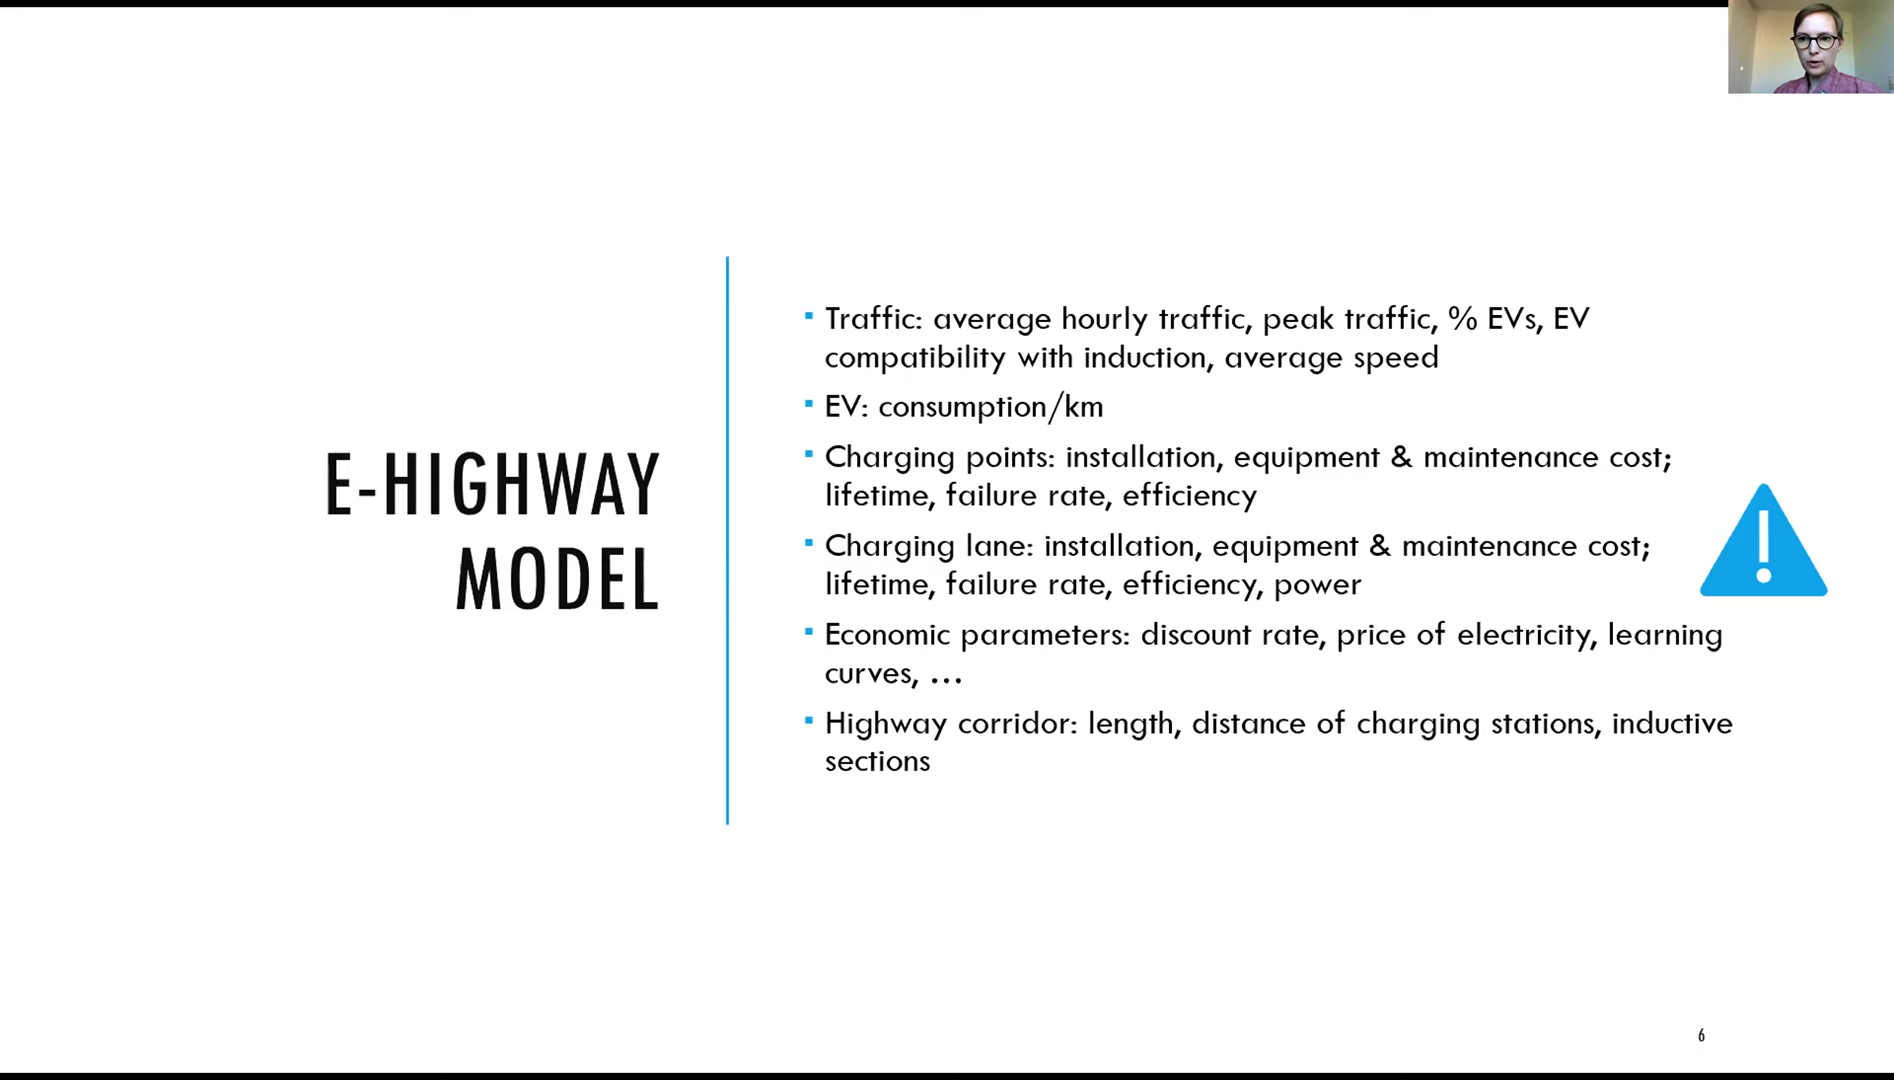 E-HIGHWAY
MODEL
▪ Traffic: average hourly traffic, peak traffic, % EVs, EV
compatibility with induction, average speed
▪ EV: consumption/km
▪ Charging points: installation, equipment & maintenance cost;
lifetime, failure rate, efficiency
▪ Charging lane: installation, equipment & maintenance cost;
lifetime, failure rate, efficiency, power
▪ Economic parameters: discount rate, price of electricity, learning
curves, ...
▪ Highway corridor: length, distance of charging stations, inductive
sections
!
6